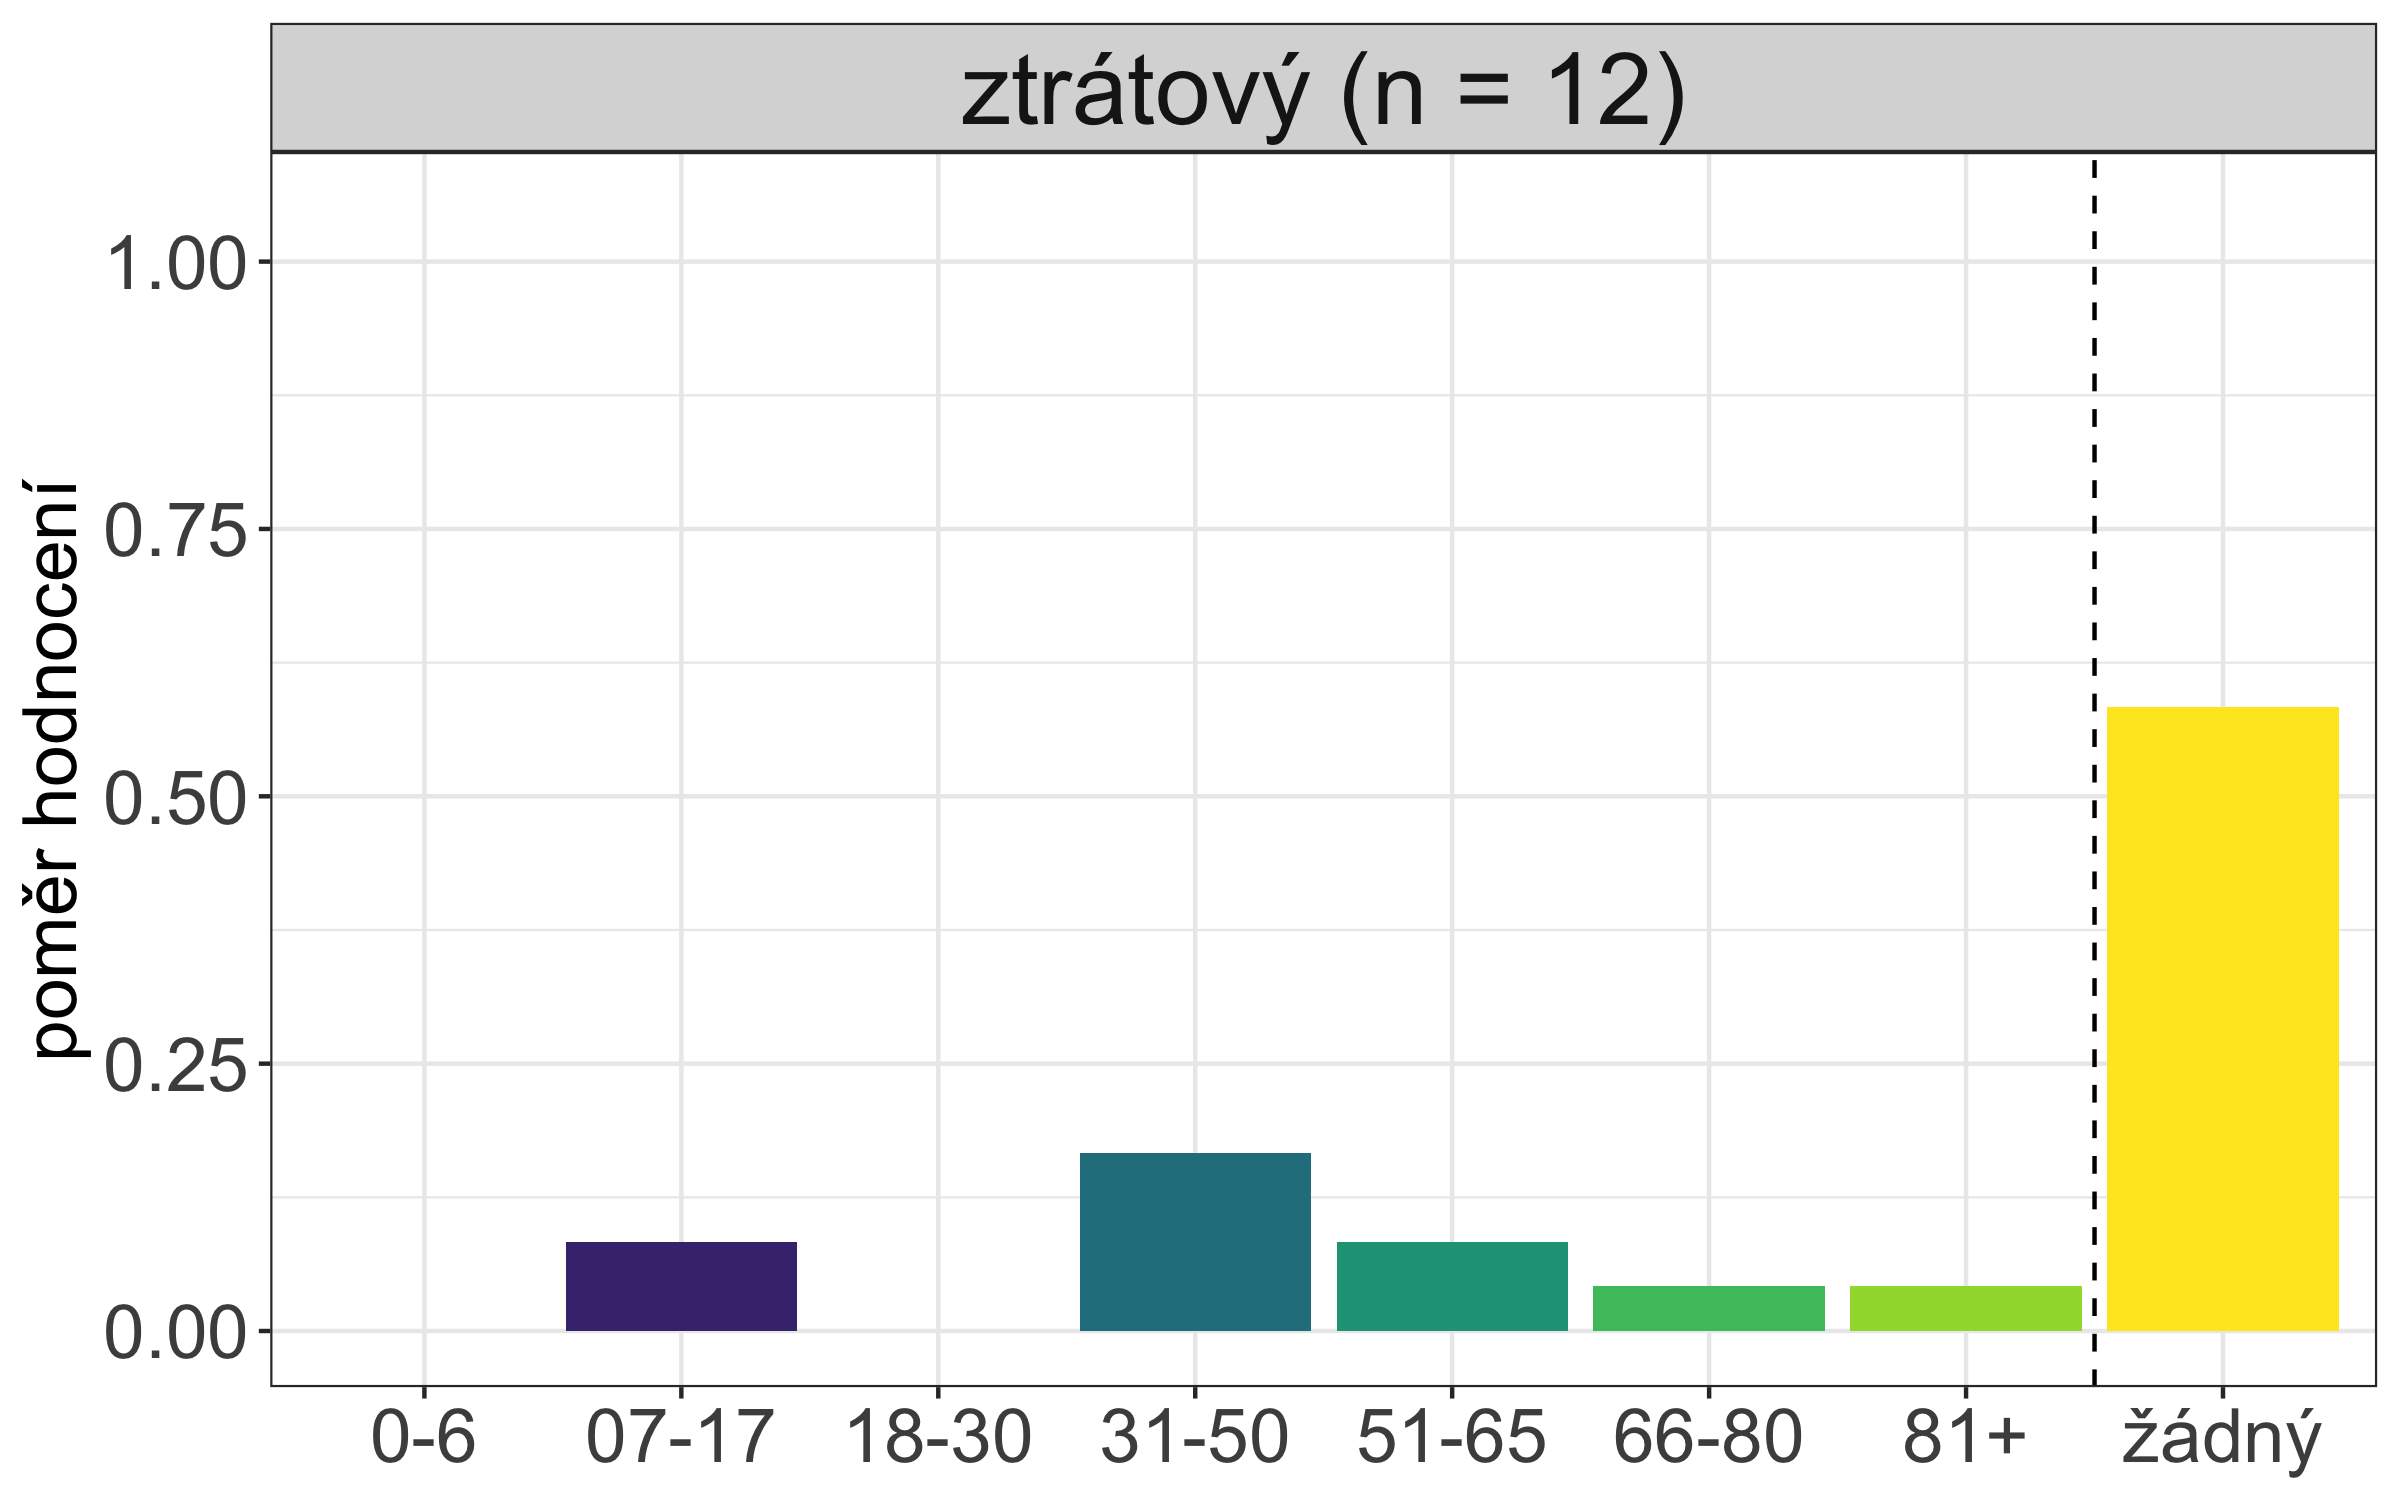 ztrátový (n = 12)
poměr hodnocení
1.00
0.75
0.50
0.25
0.00
0-6 07-17 18-30 31-50 51-65 66-80 81+ žádný